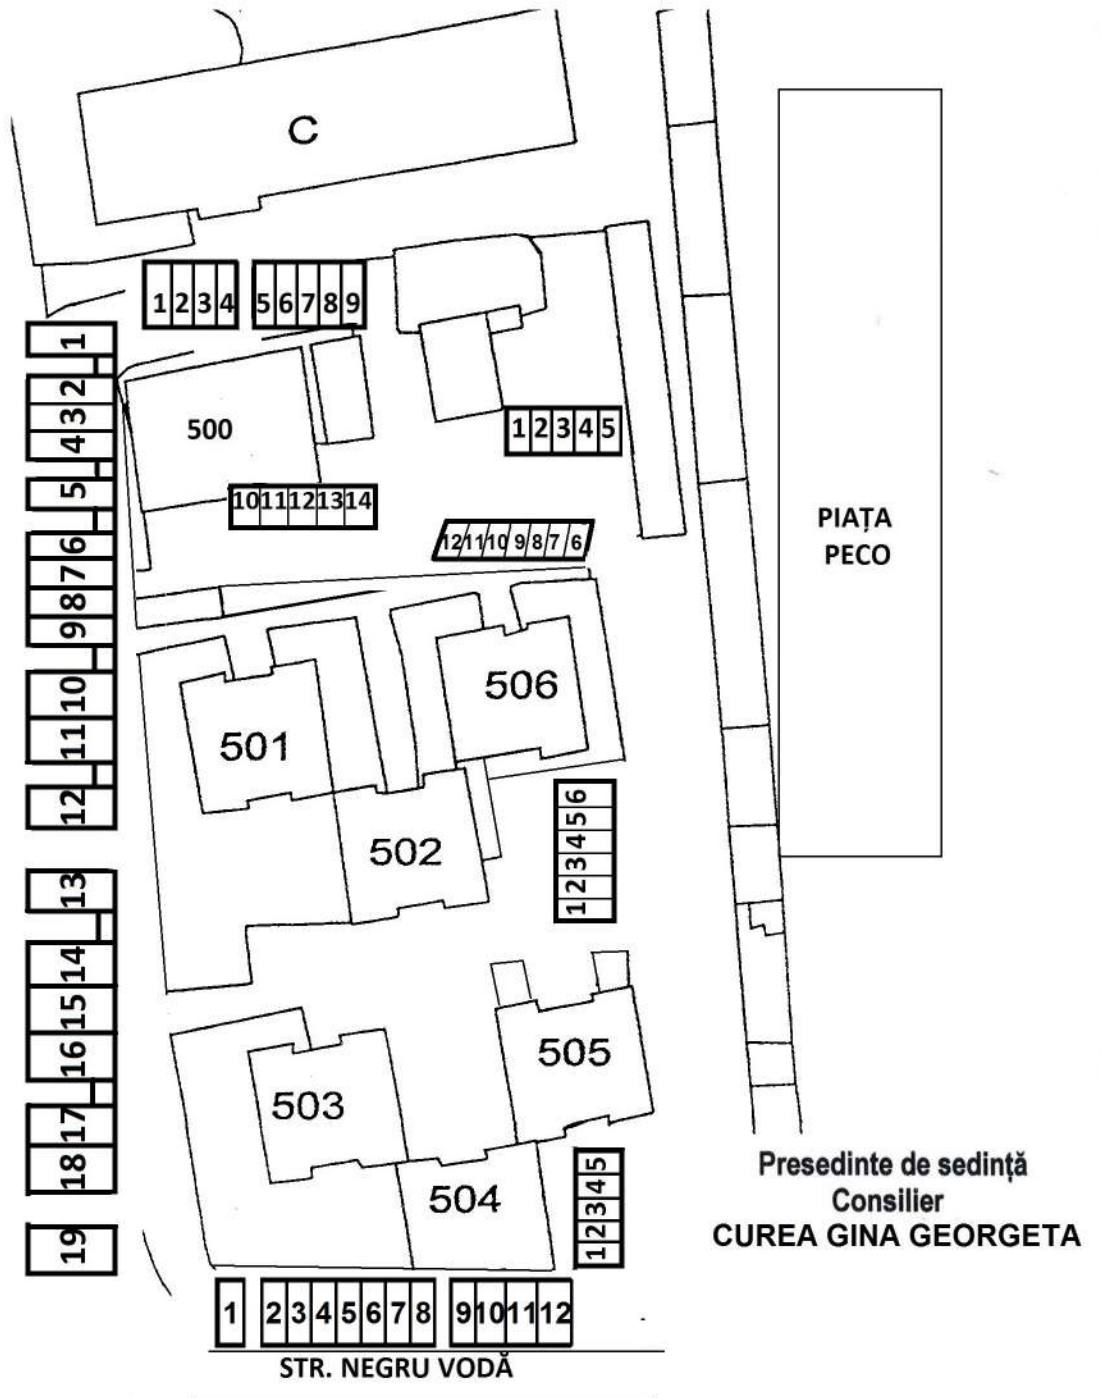 C
1 2 3 4
5 6 7 8 9
1
2
3
4
5
6
7
8
9
10
11
12
13
14
15
16
17
18
19
500
1 2 3 4 5
10 11 12 13 14
12 11 10 9 8 7 6
PIAȚA
PECO
506
501
502
6
5
4
3
2
1
505
503
504
5
4
3
2
1
Presedinte de sedință
Consilier
CUREA GINA GEORGETA
1
2 3 4 5 6 7 8
9 10 11 12
STR. NEGRU VODĂ